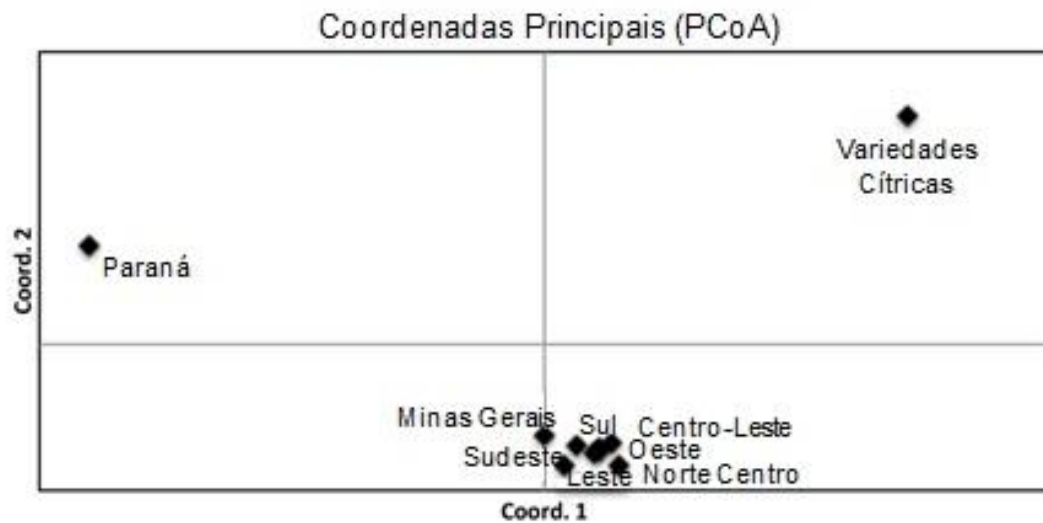 Coordenadas Principais (PCoA)
Variedades
Cítricas
Coord. 2
Paraná
Minas Gerais
Sul
Centro-Leste
Sudeste
Oeste
Leste
Norte Centro
Coord. 1